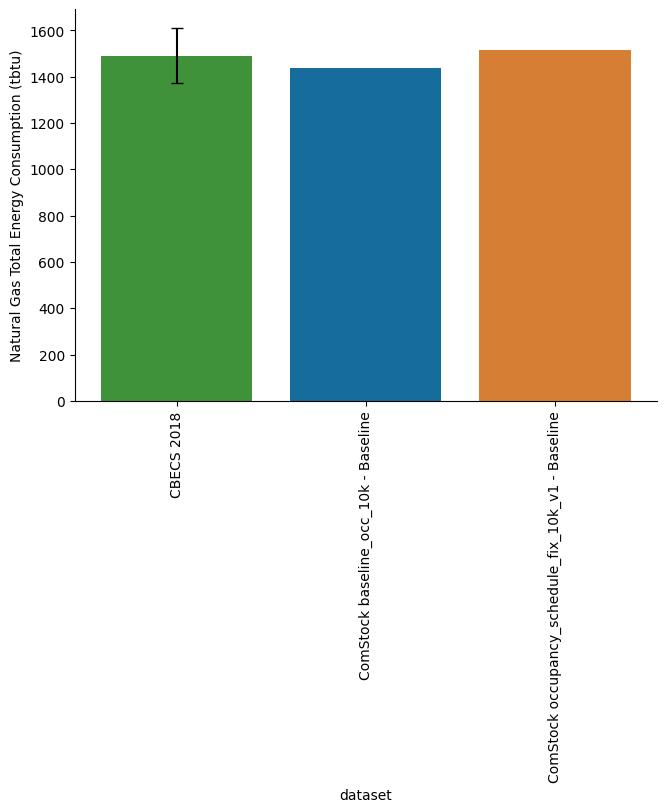 Natural Gas Total Energy Consumption (tbtu)
1600
1400
1200
1000
800
600
400
200
0
CBECS 2018
ComStock baseline_occ_10k - Baseline
ComStock occupancy_schedule_fix_10k_v1 - Baseline
dataset